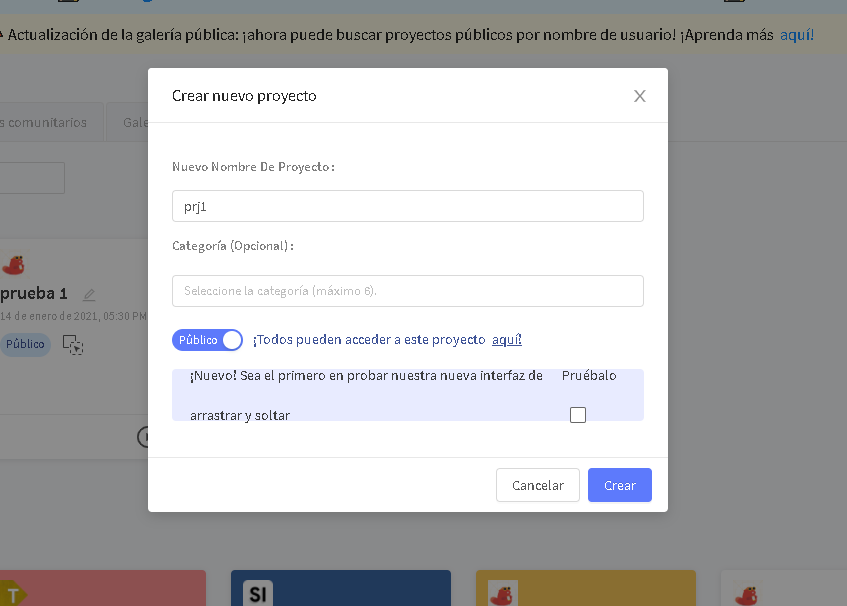 Actualización de la galería pública: ¡ahora puede buscar proyectos públicos por nombre de usuario! ¡Aprenda más aquí!
Crear nuevo proyecto
s comunitarios
Gale
Nuevo Nombre De Proyecto:
prj1
Categoría (Opcional):
Seleccione la categoría (máximo 6).
prueba 1
14 de enero de 2021, 05:30 PM
Público
Público ¡Todos pueden acceder a este proyecto aquí!
¡Nuevo! Sea el primero en probar nuestra nueva interfaz de
arrastrar y soltar
Pruébalo
Cancelar
Crear
T
SI